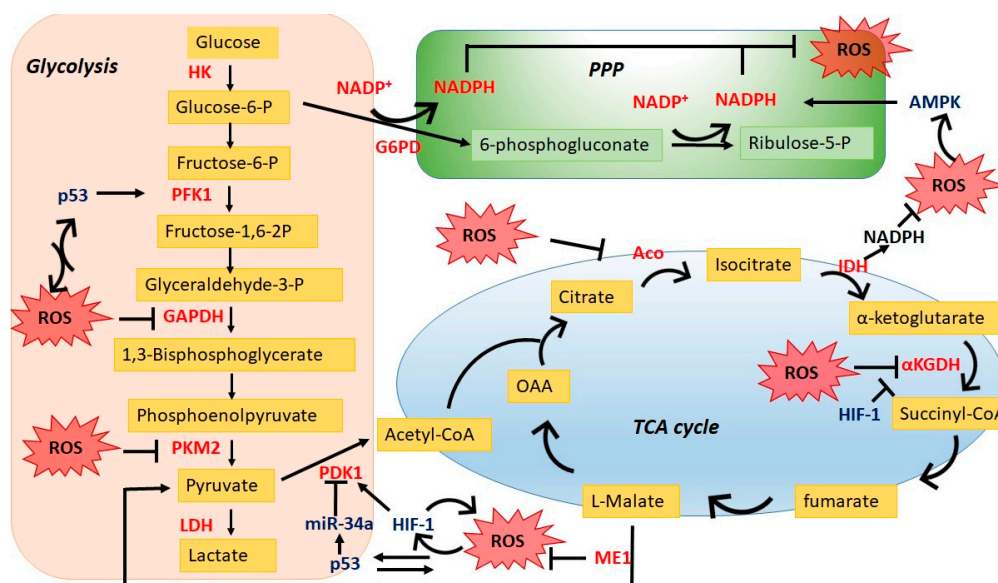 Glycolysis
Glucose
HK
Glucose-6-P
Fructose-6-P
p53
PFK1
Fructose-1,6-2P
Glyceraldehyde-3-P
ROS
GAPDH
1,3-Bisphosphoglycerate
Phosphoenolpyruvate
ROS
PKM2
Pyruvate
LDH
Lactate
NADP⁺
NADPH
G6PD
PPP
6-phosphogluconate
NADP⁺
NADPH
Ribulose-5-P
ROS
AMPK
ROS
NADPH
ROS
Aco
Isocitrate
IDH
Citrate
α-ketoglutarate
OAA
ROS
αKGDH
HIF-1
Succinyl-CoA
Acetyl-CoA
TCA cycle
L-Malate
fumarate
PDK1
miR-34a
HIF-1
p53
ROS
ME1